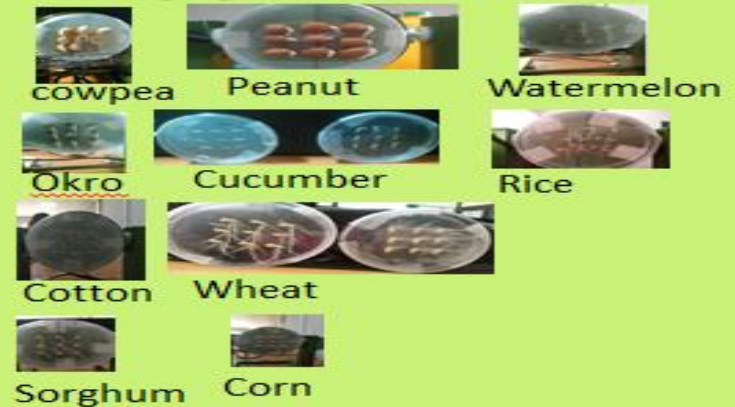 cowpea Peanut Watermelon
Okro Cucumber Rice
Cotton Wheat
Sorghum Corn